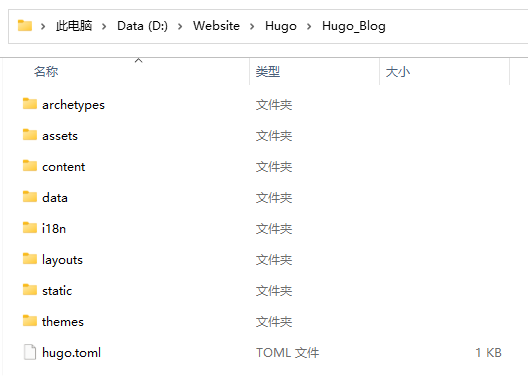 此电脑 > Data (D:) > Website > Hugo > Hugo_Blog
名称 类型 大小
archetypes 文件夹
assets 文件夹
content 文件夹
data 文件夹
i18n 文件夹
layouts 文件夹
static 文件夹
themes 文件夹
hugo.toml TOML 文件 1 KB